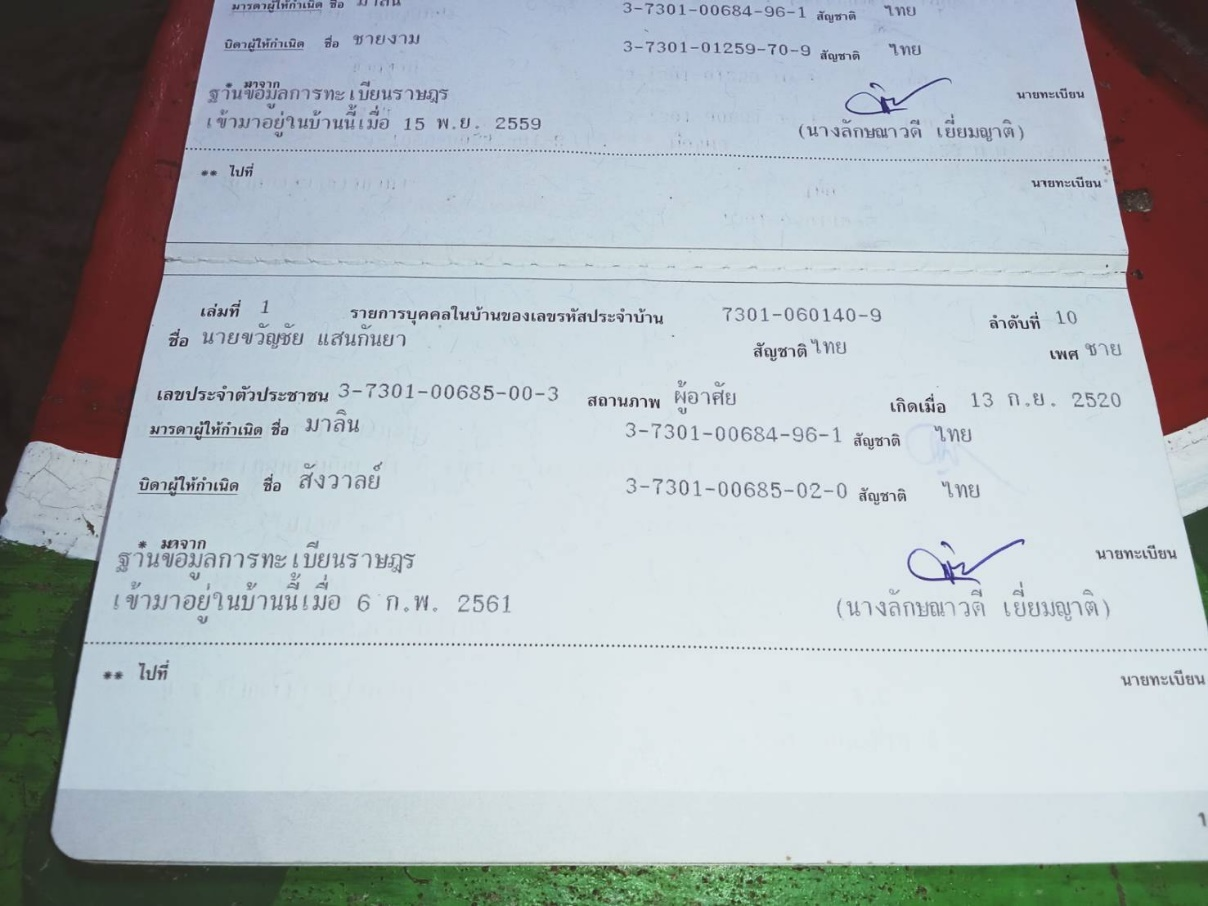 มารดาผู้ให้กำเนิด ชื่อ มาลิน 3-7301-00684-96-1 สัญชาติ ไทย
บิดาผู้ให้กำเนิด ชื่อ ชายงาม 3-7301-01259-70-9 สัญชาติ ไทย
* มาจาก
ฐานข้อมูลการทะเบียนราษฎร นายทะเบียน
เข้ามาอยู่ในบ้านนี้เมื่อ 15 พ.ย. 2559 (นางลักษณาวดี เยี่ยมญาติ)
** ไปที่ นายทะเบียน
เล่มที่ 1 รายการบุคคลในบ้านของเลขรหัสประจำบ้าน 7301-060140-9 ลำดับที่ 10
ชื่อ นายขวัญชัย แสนกันยา สัญชาติ ไทย เพศ ชาย
เลขประจำตัวประชาชน 3-7301-00685-00-3 สถานภาพ ผู้อาศัย เกิดเมื่อ 13 ก.ย. 2520
มารดาผู้ให้กำเนิด ชื่อ มาลิน 3-7301-00684-96-1 สัญชาติ ไทย
บิดาผู้ให้กำเนิด ชื่อ สังวาลย์ 3-7301-00685-02-0 สัญชาติ ไทย
* มาจาก
ฐานข้อมูลการทะเบียนราษฎร นายทะเบียน
เข้ามาอยู่ในบ้านนี้เมื่อ 6 ก.พ. 2561 (นางลักษณาวดี เยี่ยมญาติ)
** ไปที่ นายทะเบียน